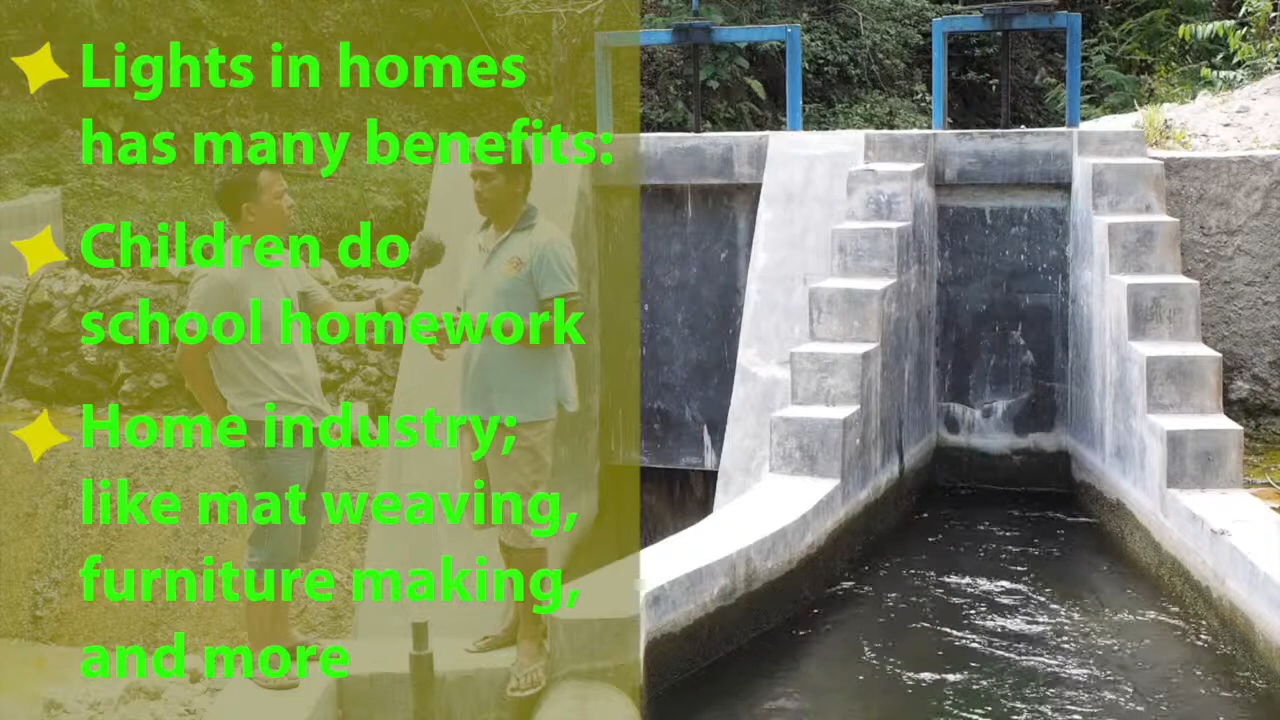 Lights in homes
has many benefits:
Children do
school homework
Home industry;
like mat weaving,
furniture making,
and more